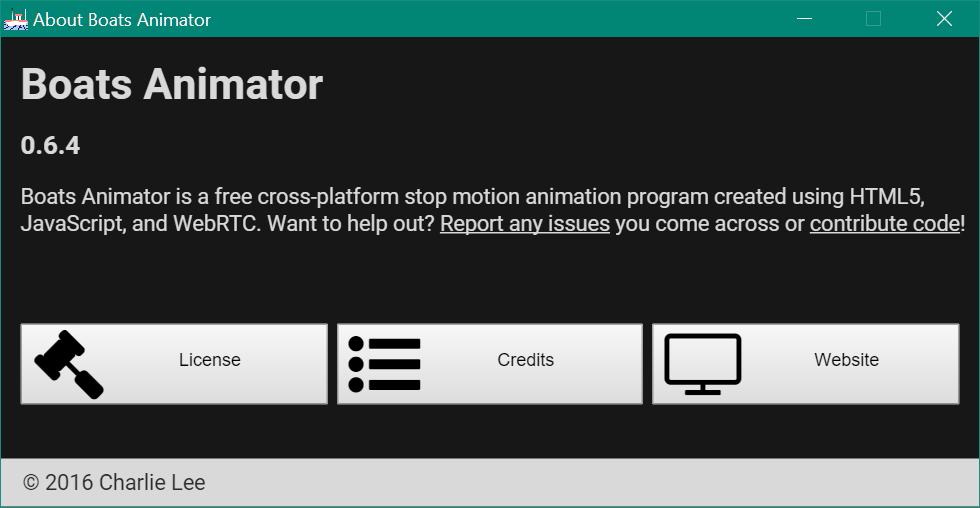 About Boats Animator
Boats Animator
0.6.4
Boats Animator is a free cross-platform stop motion animation program created using HTML5,
JavaScript, and WebRTC. Want to help out? Report any issues you come across or contribute code!
License
Credits
Website
© 2016 Charlie Lee